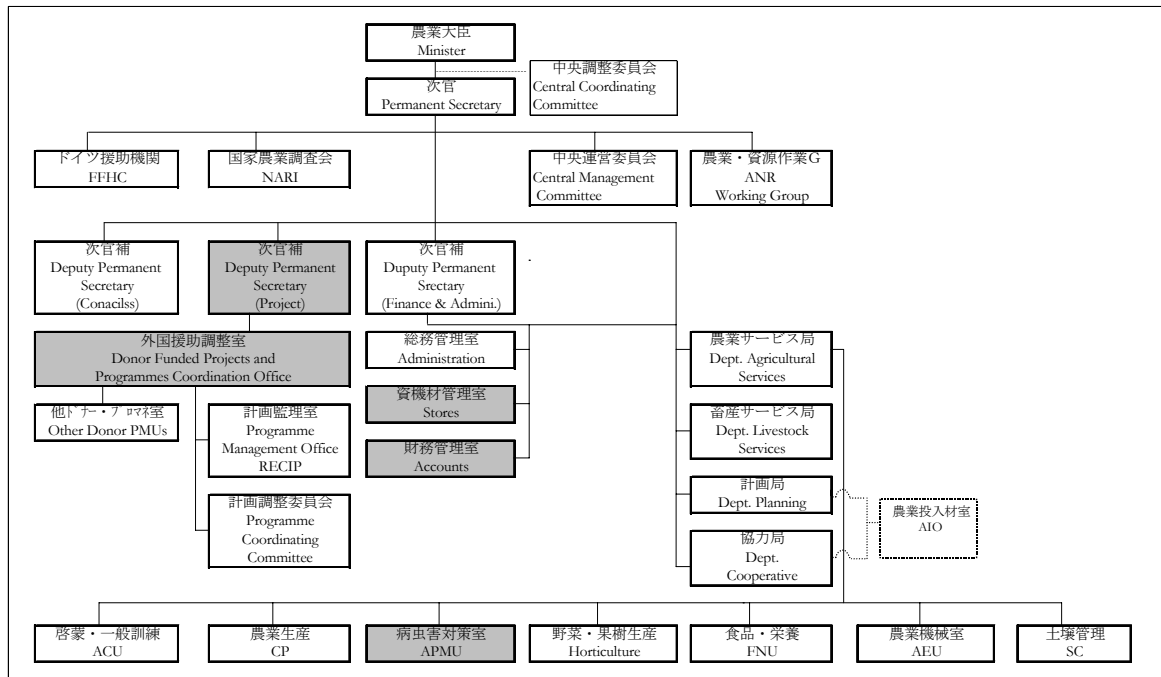 農業大臣
Minister
中央調整委員会
Central Coordinating
Committee
次官
Permanent Secretary
ドイツ援助機関
FFHC
国家農業調査会
NARI
中央運営委員会
Central Management
Committee
農業・資源作業G
ANR
Working Group
次官補
Deputy Permanent
Secretary
(Conacilss)
次官補
Deputy Permanent
Secretary
(Project)
次官補
Duputy Permanent
Srectary
(Finance & Admini.)
外国援助調整室
Donor Funded Projects and
Programmes Coordination Office
総務管理室
Administration
農業サービス局
Dept. Agricultural
Services
他ドナー・プロマネ室
Other Donor PMUs
計画監理室
Programme
Management Office
RECIP
資機材管理室
Stores
畜産サービス局
Dept. Livestock
Services
財務管理室
Accounts
計画調整委員会
Programme
Coordinating
Committee
計画局
Dept. Planning
農業投入材室
AIO
協力局
Dept.
Cooperative
啓蒙・一般訓練
ACU
農業生産
CP
病虫害対策室
APMU
野菜・果樹生産
Horticulture
食品・栄養
FNU
農業機械室
AEU
土壌管理
SC